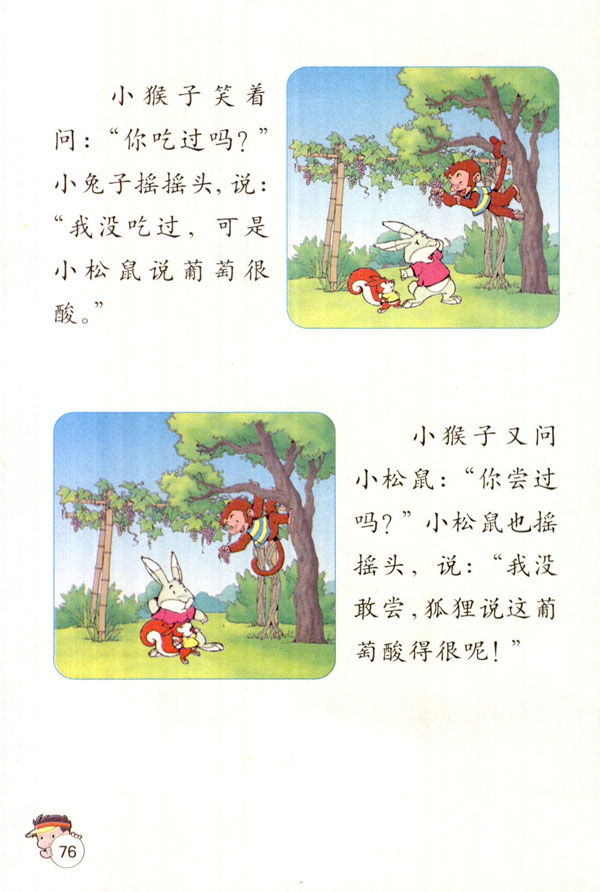 小猴子笑着
问：“你吃过吗？”
小兔子摇摇头，说：
“我没吃过，可是
小松鼠说葡萄很
酸。”
小猴子又问
小松鼠：“你尝过
吗？”小松鼠也摇
摇头，说：“我没
敢尝，狐狸说这葡
萄酸得很呢！”
76